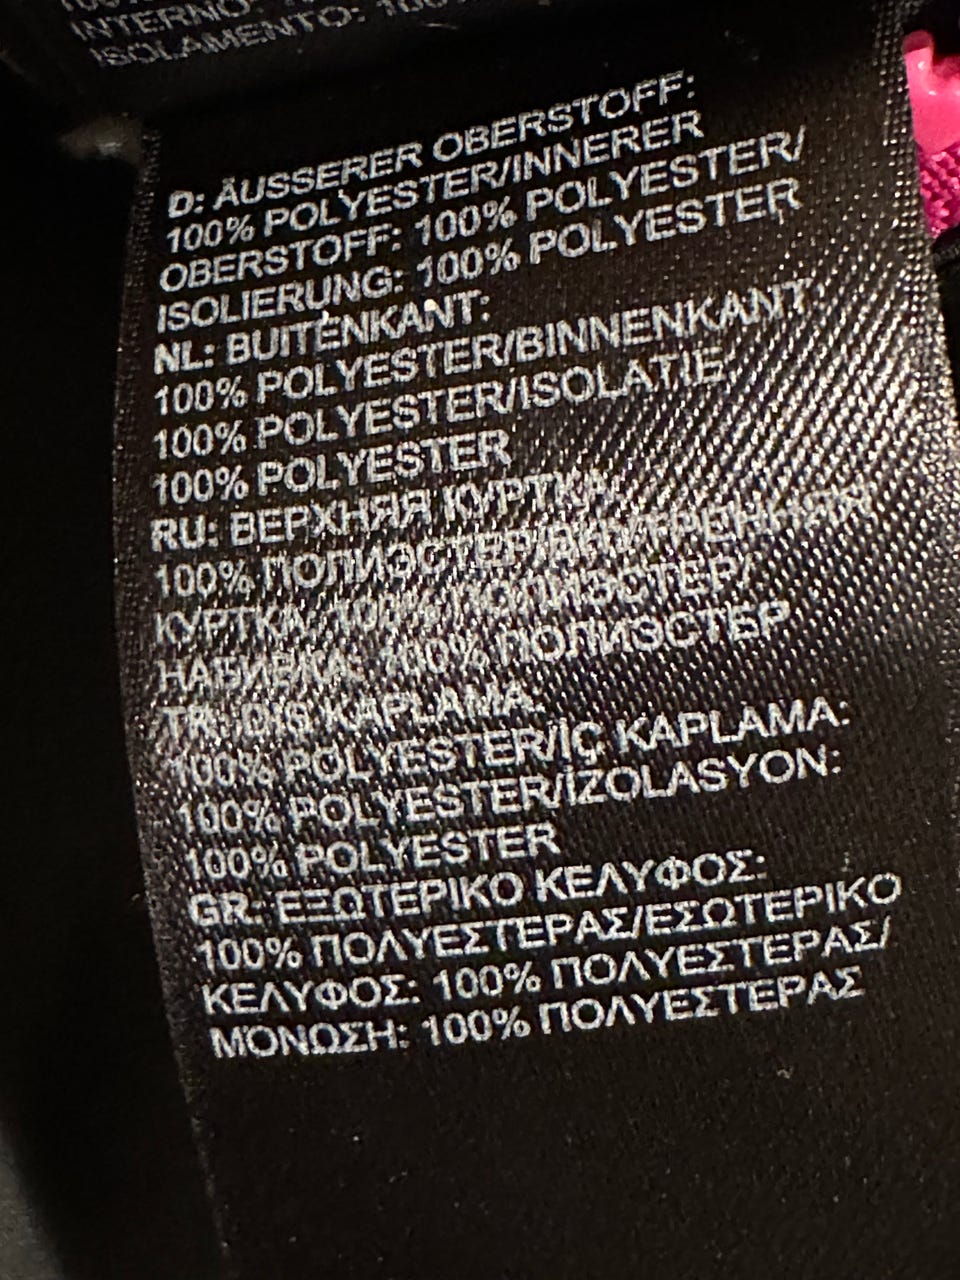 INTERNO:
ISOLAMENTO: 100%
D: ÄUSSERER OBERSTOFF:
100% POLYESTER/INNERER
OBERSTOFF: 100% POLYESTER/
ISOLIERUNG: 100% POLYESTER
NL: BUITENKANT:
100% POLYESTER/BINNENKANT:
100% POLYESTER/ISOLATIE:
100% POLYESTER
RU: ВЕРХНЯЯ КУРТКА:
100% ПОЛИЭСТЕР/ВНУТРЕННЯЯ
КУРТКА: 100% ПОЛИЭСТЕР/
НАБИВКА: 100% ПОЛИЭСТЕР
TR: DIŞ KAPLAMA:
100% POLYESTER/İÇ KAPLAMA:
100% POLYESTER/İZOLASYON:
100% POLYESTER
GR: ΕΞΩΤΕΡΙΚΟ ΚΕΛΥΦΟΣ:
100% ΠΟΛΥΕΣΤΕΡΑΣ/ΕΣΩΤΕΡΙΚΟ
ΚΕΛΥΦΟΣ: 100% ΠΟΛΥΕΣΤΕΡΑΣ/
ΜΟΝΩΣΗ: 100% ΠΟΛΥΕΣΤΕΡΑΣ